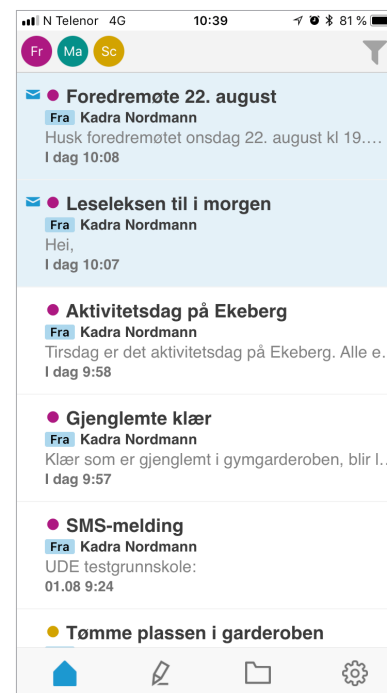 N Telenor 4G 10:39 81 %
Fr Ma Sc
Foredremøte 22. august
Fra Kadra Nordmann
Husk foredremøtet onsdag 22. august kl 19....
I dag 10:08
Leseleksen til i morgen
Fra Kadra Nordmann
Hei,
I dag 10:07
Aktivitetsdag på Ekeberg
Fra Kadra Nordmann
Tirsdag er det aktivitetsdag på Ekeberg. Alle e.
I dag 9:58
Gjenglemte klær
Fra Kadra Nordmann
Klær som er gjenglemt i gymgarderoben, blir l..
I dag 9:57
SMS-melding
Fra Kadra Nordmann
UDE testgrunnskole:
01.08 9:24
Tømme plassen i garderoben